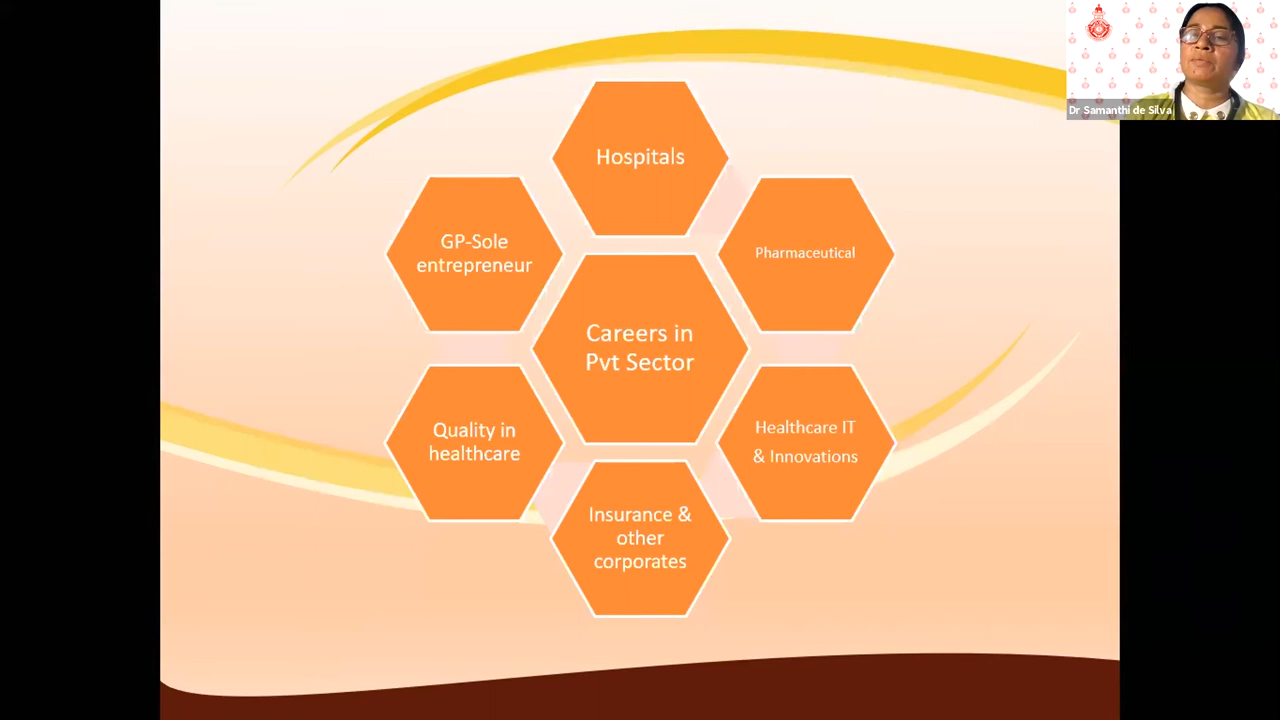 Dr Samanthi de Silva
Hospitals
GP-Sole
entrepreneur
Pharmaceutical
Careers in
Pvt Sector
Quality in
healthcare
Healthcare IT
& Innovations
Insurance &
other
corporates